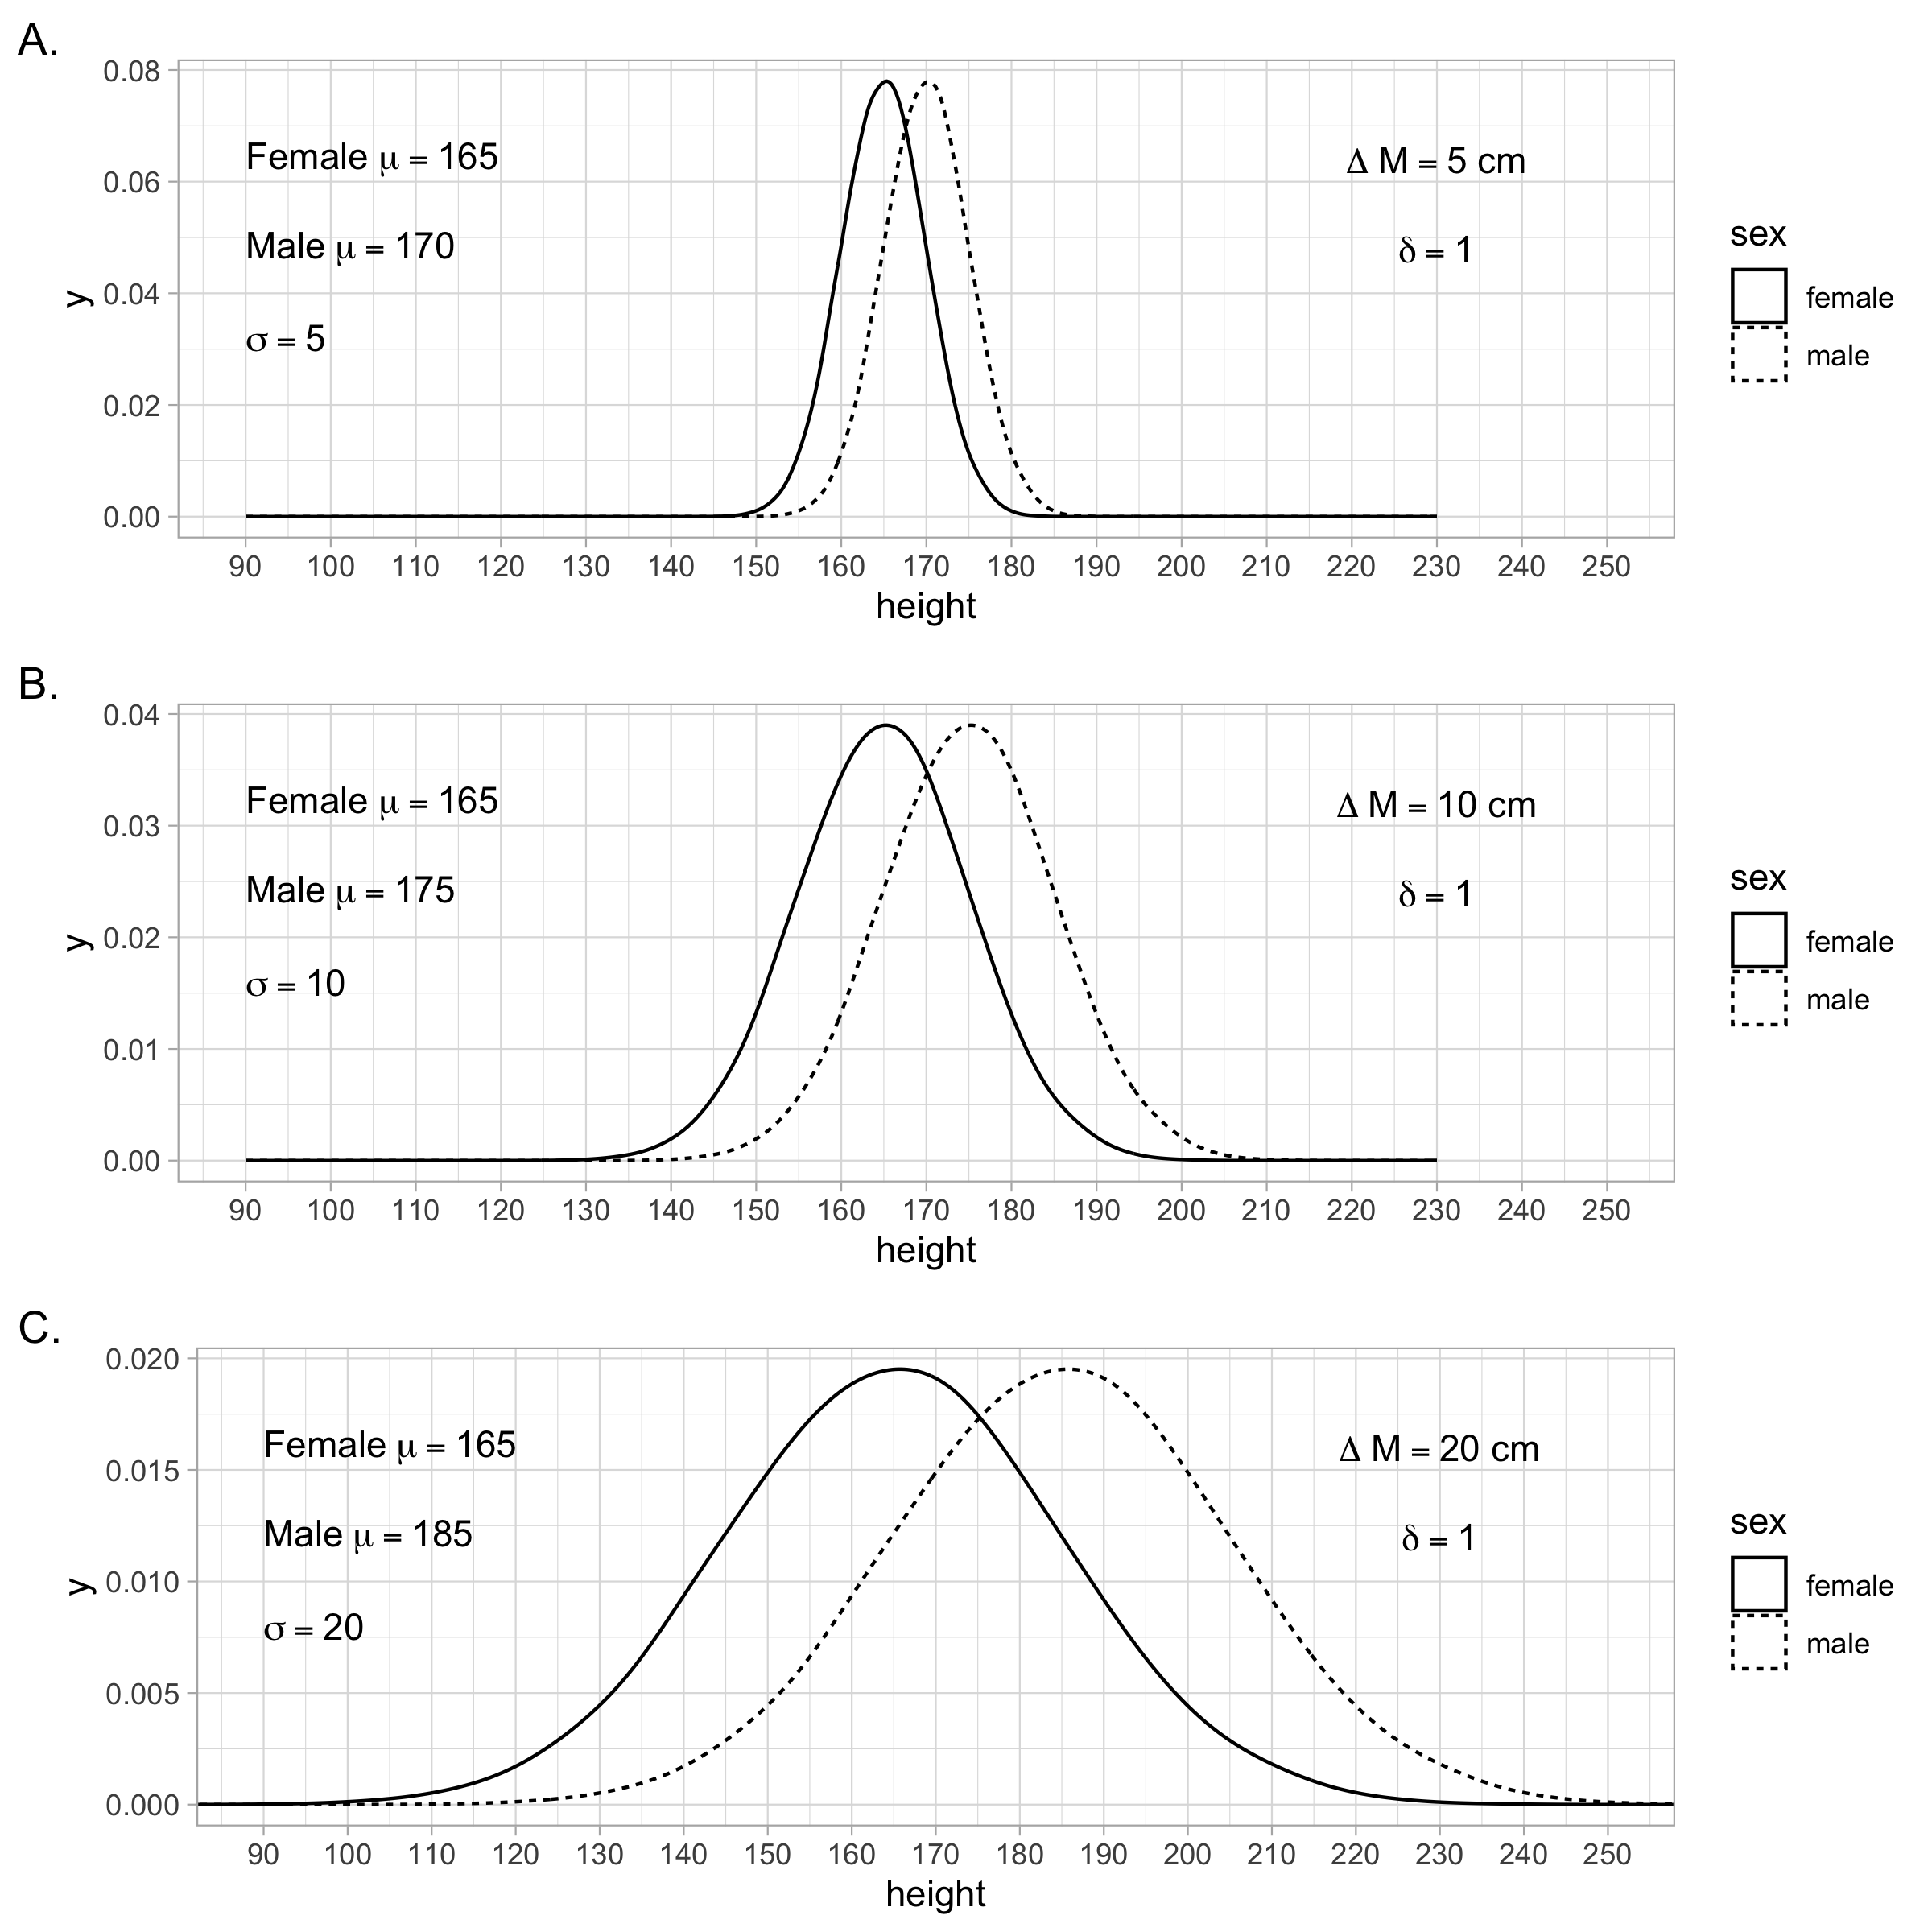 A.
0.08
0.06
0.04
0.02
0.00
y
Female μ = 165
Male μ = 170
σ = 5
Δ M = 5 cm
δ = 1
90 100 110 120 130 140 150 160 170 180 190 200 210 220 230 240 250
height
sex
female
male
B.
0.04
0.03
0.02
0.01
0.00
y
Female μ = 165
Male μ = 175
σ = 10
Δ M = 10 cm
δ = 1
90 100 110 120 130 140 150 160 170 180 190 200 210 220 230 240 250
height
sex
female
male
C.
0.020
0.015
0.010
0.005
0.000
y
Female μ = 165
Male μ = 185
σ = 20
Δ M = 20 cm
δ = 1
90 100 110 120 130 140 150 160 170 180 190 200 210 220 230 240 250
height
sex
female
male